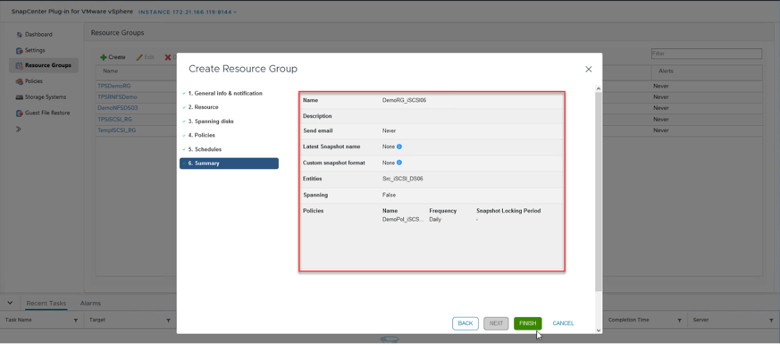 SnapCenter Plug-in for VMware vSphere INSTANCE 172.21.166.119:8144
Dashboard
Settings
Resource Groups
Policies
Storage Systems
Guest File Restore
Resource Groups
Create Edit
Filter
Name Alerts
TPSDemoRG Never
Never
DemoNFSDS03 Never
TPSiSCSI_RG Never
TempISCSI_RG Never
Create Resource Group
1. General info & notification
2. Resource
3. Spanning disks
4. Policies
5. Schedules
6. Summary
Name DemoRG_iSCSI06
Description
Send email Never
Latest Snapshot name None
Custom snapshot format None
Entities Src_iSCSI_DS06
Spanning False
Policies Name Frequency Snapshot Locking Period
DemoPol_iSCS... Daily -
BACK NEXT FINISH CANCEL
Recent Tasks Alarms
Task Name Target Completion Time Server